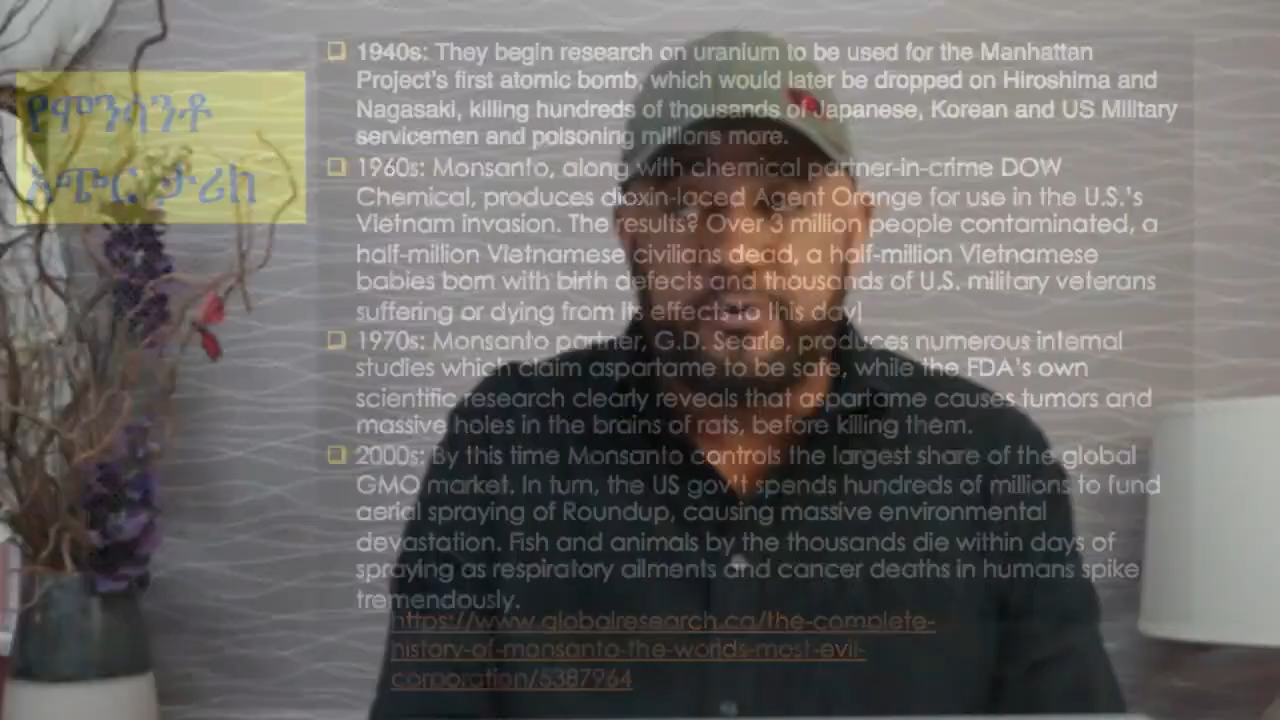 የሞንሳንቶ
አጭር ታሪክ
1940s: They begin research on uranium to be used for the Manhattan
Project's first atomic bomb, which would later be dropped on Hiroshima and
Nagasaki, killing hundreds of thousands of Japanese, Korean and US Military
servicemen and poisoning millions more.
1960s: Monsanto, along with chemical partner-in-crime DOW
Chemical, produces dioxin-laced Agent Orange for use in the U.S.'s
Vietnam invasion. The results? Over 3 million people contaminated, a
half-million Vietnamese civilians dead, a half-million Vietnamese
babies born with birth defects and thousands of U.S. military veterans
suffering or dying from its effects to this day!
1970s: Monsanto partner, G.D. Searle, produces numerous internal
studies which claim aspartame to be safe, while the FDA's own
scientific research clearly reveals that aspartame causes tumors and
massive holes in the brains of rats, before killing them.
2000s: By this time Monsanto controls the largest share of the global
GMO market. In turn, the US gov't spends hundreds of millions to fund
aerial spraying of Roundup, causing massive environmental
devastation. Fish and animals by the thousands die within days of
spraying as respiratory ailments and cancer deaths in humans spike
tremendously.
https://www.globalresearch.ca/the-complete-
history-of-monsanto-the-worlds-most-evil-
corporation/5387964